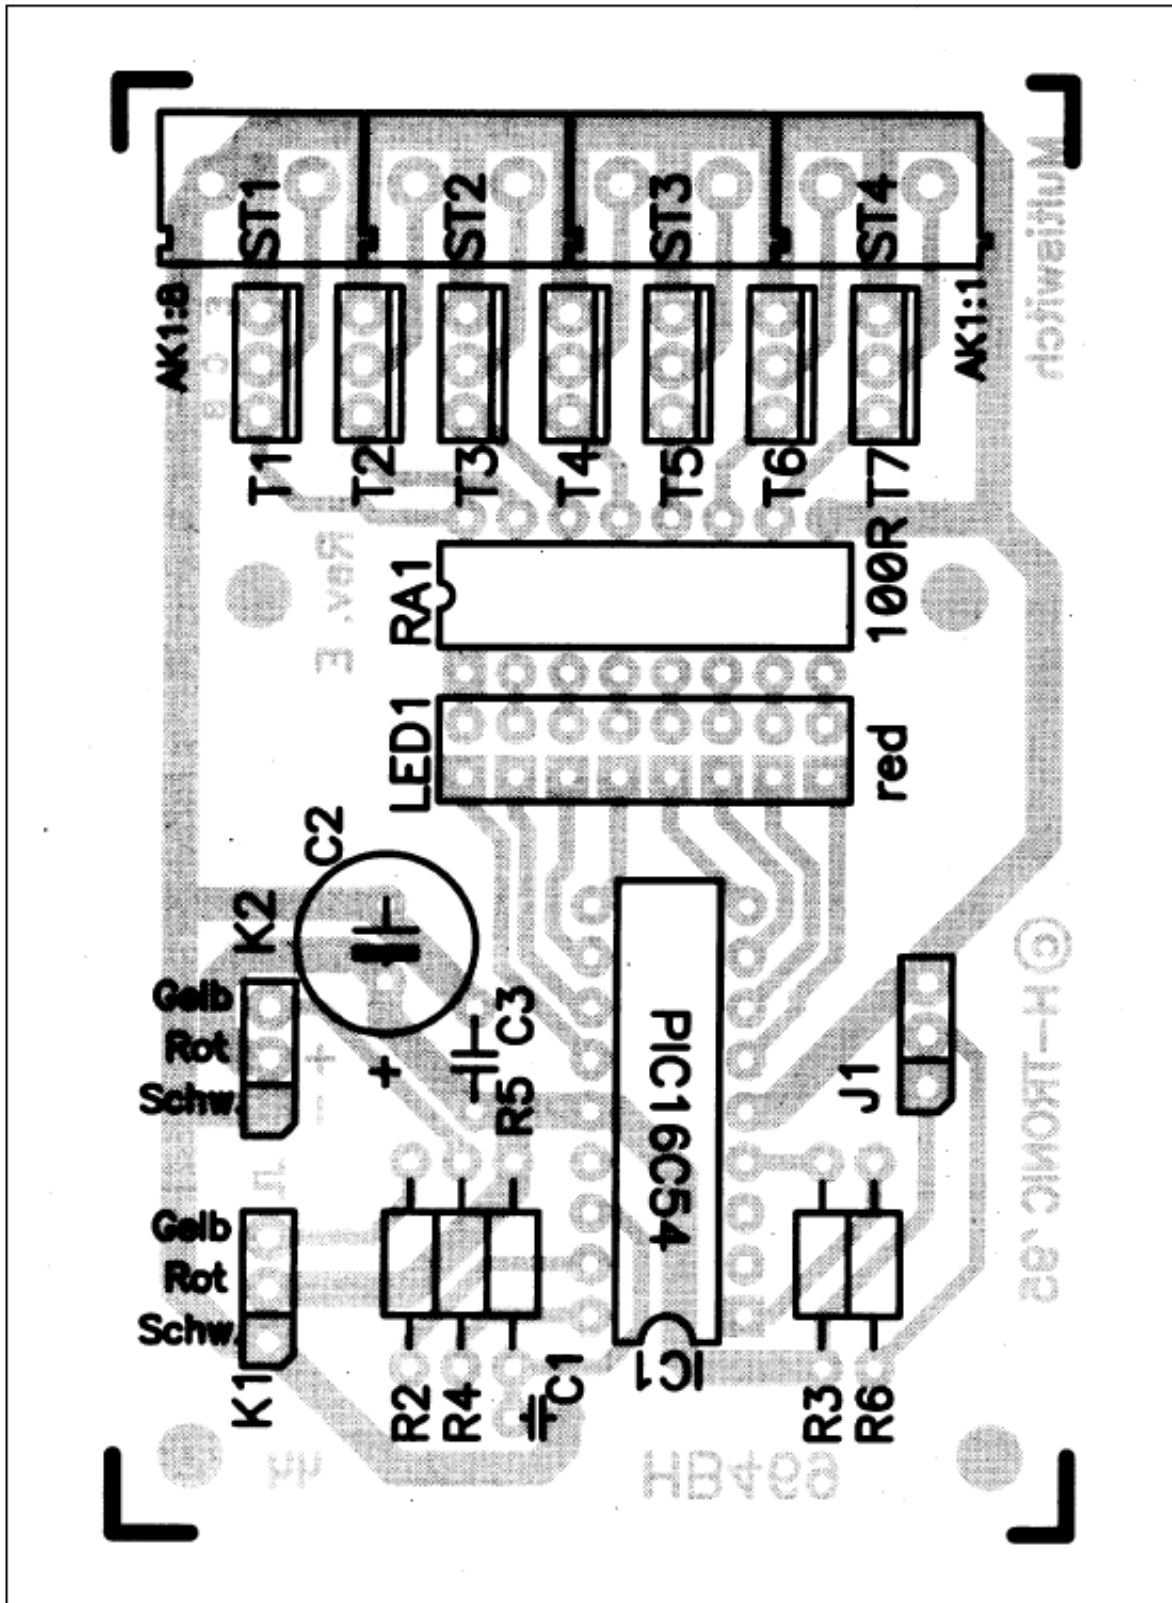 ST1 ST2 ST3 ST4
Multiswitch
AK1:8 AK1:1
E
C
B
T1 T2 T3 T4 T5 T6 T7
Rev. E
RA1 100R
LED1 red
C2
K2
Gelb
Rot
Schw.
+
-
+
C3
R5
PIC16C54
IC1
J1
© H-TRONIC '95
Gelb
Rot
Schw.
K1
R2 R4 C1 R3 R6
HB469